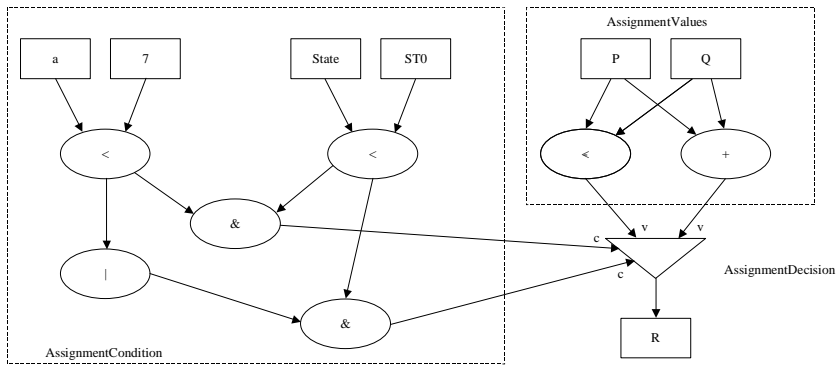 AssignmentValues
a
7
State
ST0
P
Q
<
<
+
&
c
v
v
|
c
AssignmentDecision
&
R
AssignmentCondition